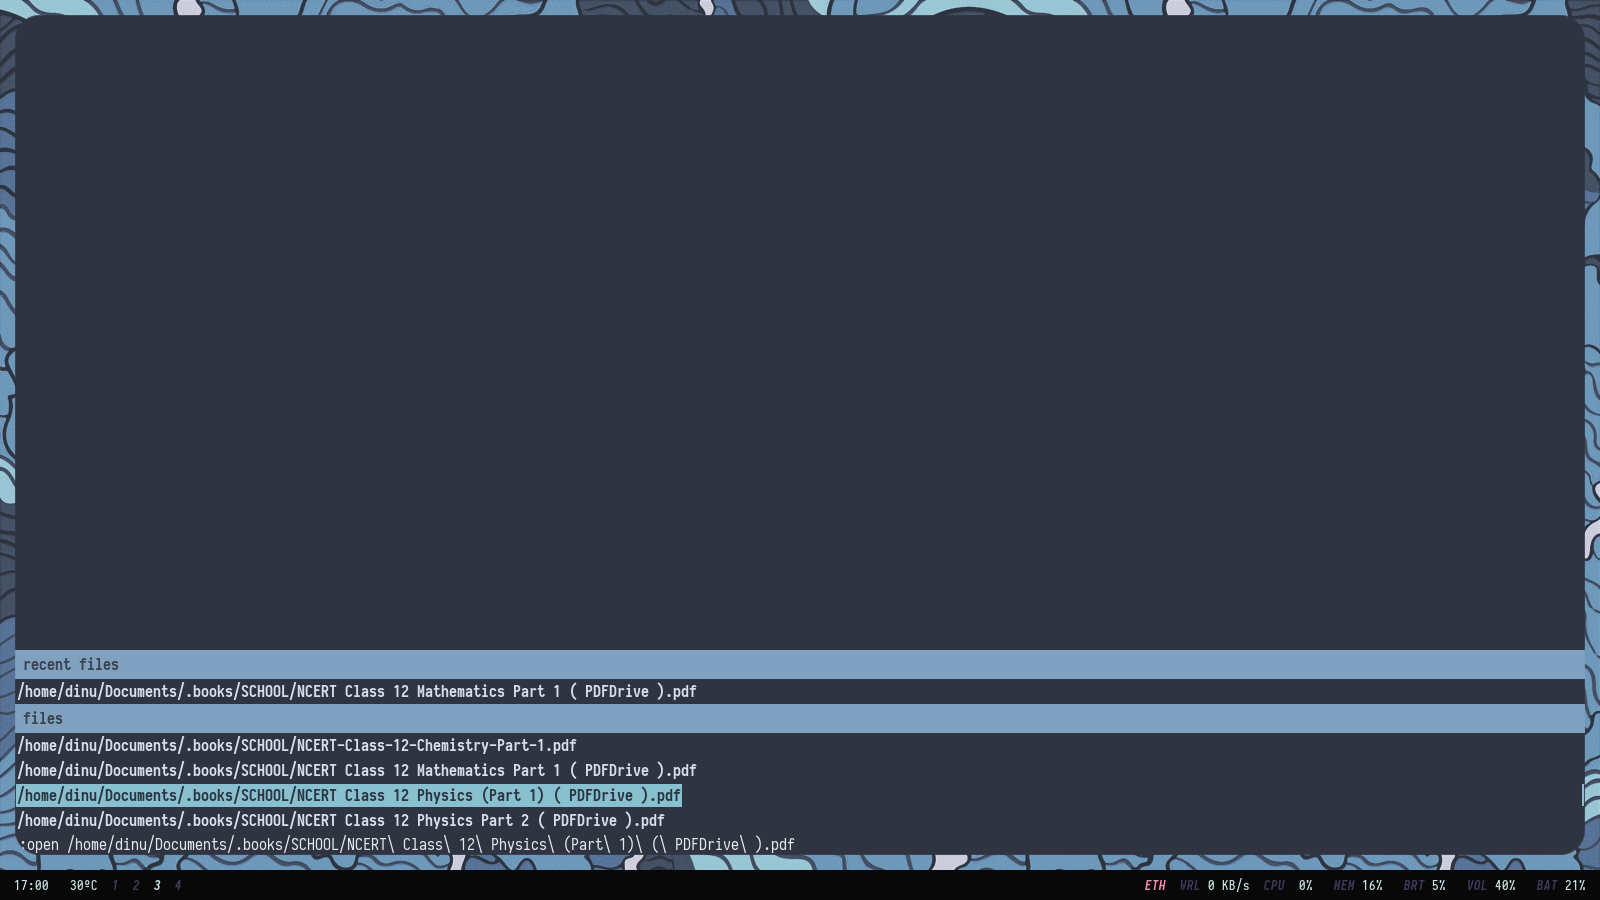 recent files
/home/dinu/Documents/.books/SCHOOL/NCERT Class 12 Mathematics Part 1 ( PDFDrive ).pdf
files
/home/dinu/Documents/.books/SCHOOL/NCERT-Class-12-Chemistry-Part-1.pdf
/home/dinu/Documents/.books/SCHOOL/NCERT Class 12 Mathematics Part 1 ( PDFDrive ).pdf
/home/dinu/Documents/.books/SCHOOL/NCERT Class 12 Physics (Part 1) ( PDFDrive ).pdf
/home/dinu/Documents/.books/SCHOOL/NCERT Class 12 Physics Part 2 ( PDFDrive ).pdf
:open /home/dinu/Documents/.books/SCHOOL/NCERT\ Class\ 12\ Physics\ (Part\ 1)\ (\ PDFDrive\ ).pdf
17:00 30ºC 1 2 3 4 ETH WRL 0 KB/s CPU 0% MEM 16% BRT 5% VOL 40% BAT 21%